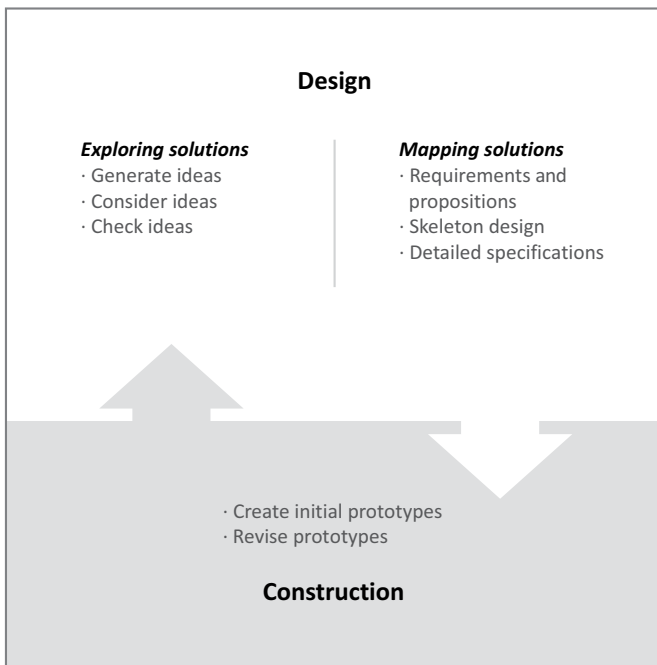 Design
Exploring solutions
· Generate ideas
· Consider ideas
· Check ideas
Mapping solutions
· Requirements and
propositions
· Skeleton design
· Detailed specifications
· Create initial prototypes
· Revise prototypes
Construction